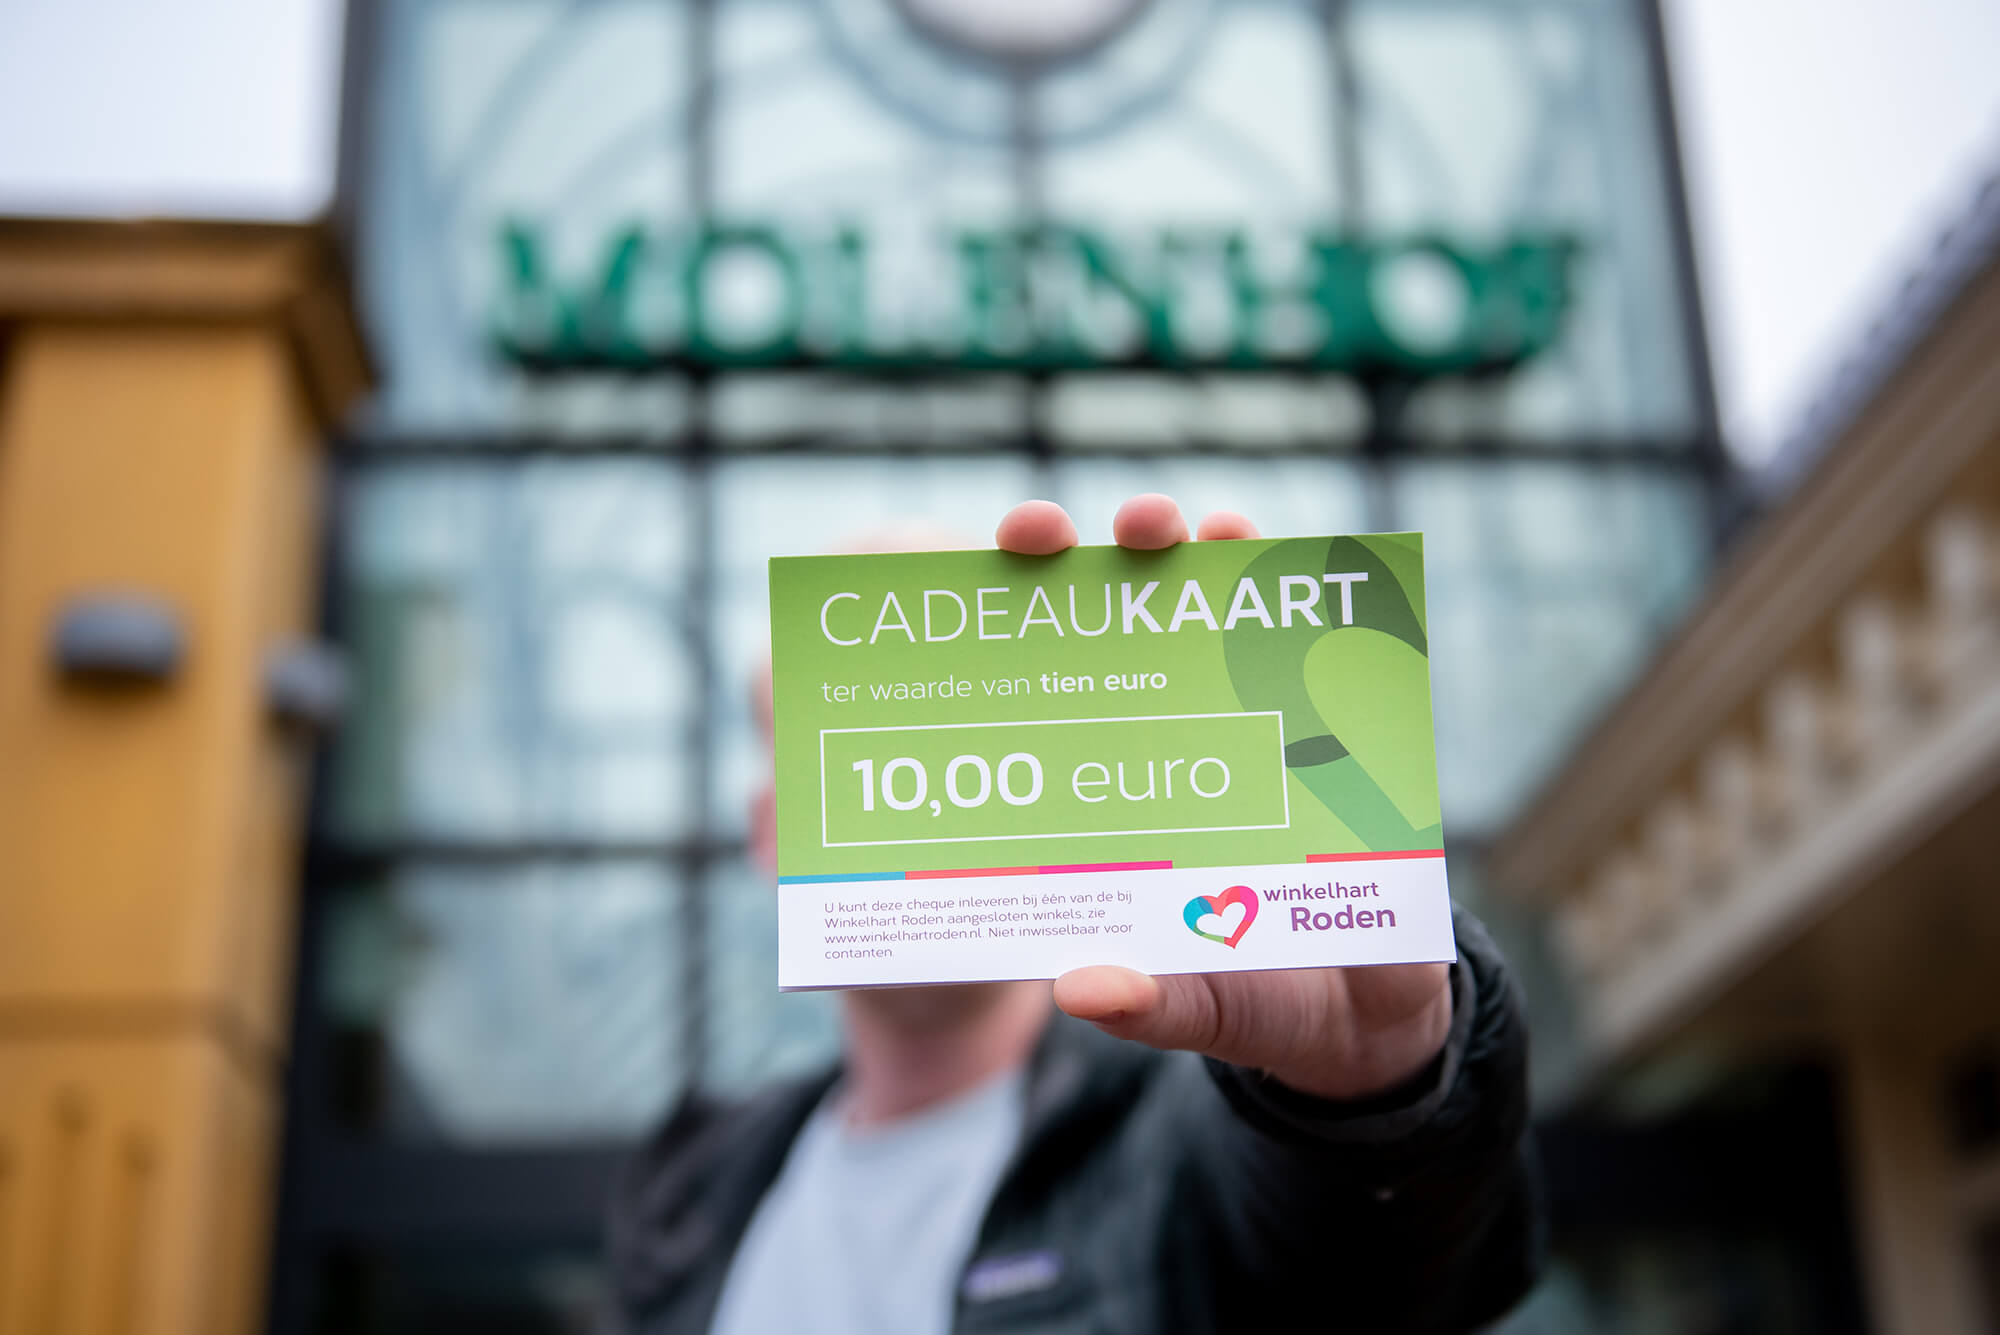 MOLENHOF
CADEAUKAART
ter waarde van tien euro
10,00 euro
U kunt deze cheque inleveren bij één van de bij
Winkelhart Roden aangesloten winkels, zie
www.winkelhartroden.nl. Niet inwisselbaar voor
contanten.
winkelhart
Roden